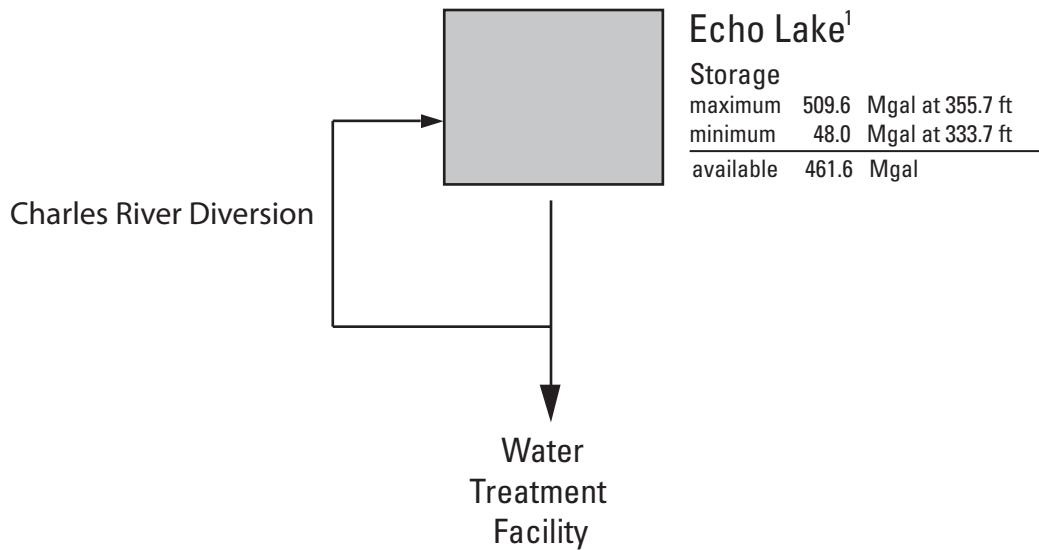 Echo Lake¹
Storage
maximum 509.6 Mgal at 355.7 ft
minimum 48.0 Mgal at 333.7 ft
available 461.6 Mgal
Charles River Diversion
Water
Treatment
Facility